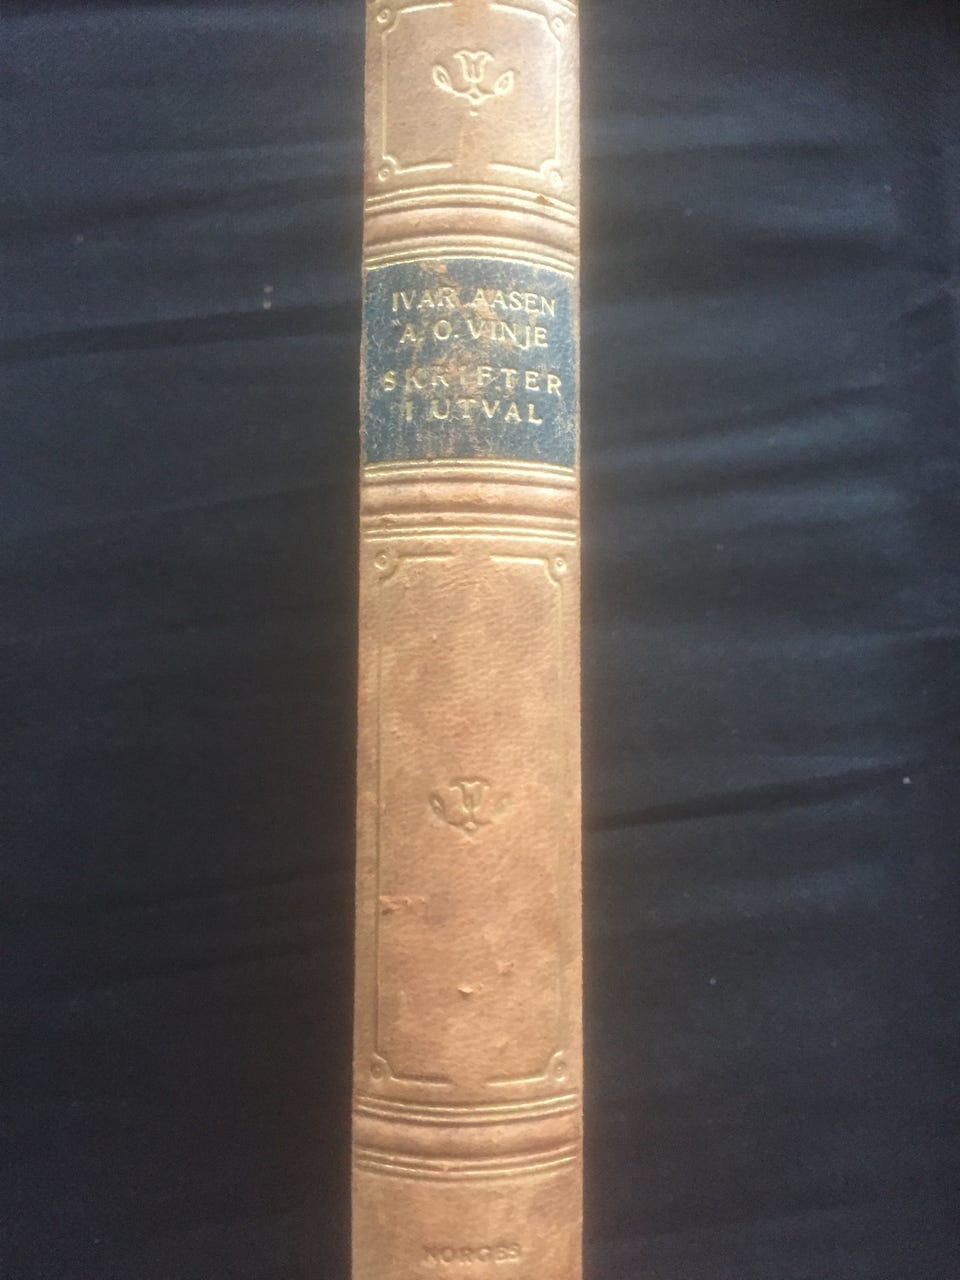 IVAR AASEN
A. O. VINJE
SKRIFTER
I UTVAL
NORGES